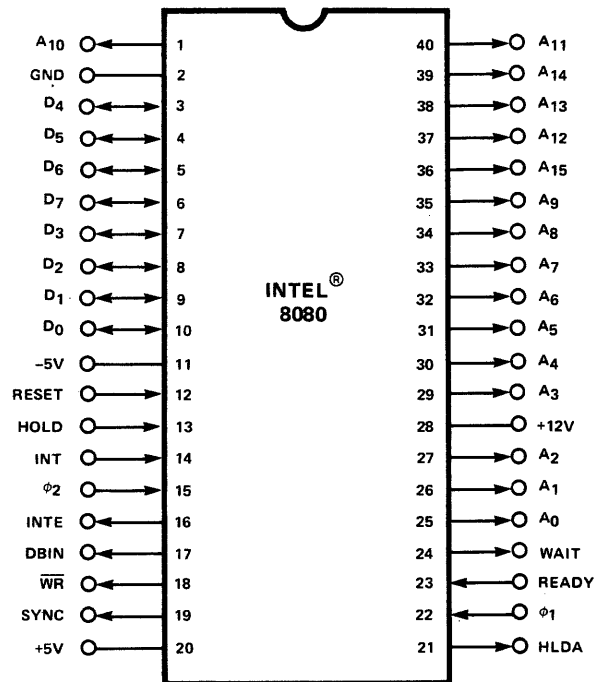 A10 1 40 A11
GND 2 39 A14
D4 3 38 A13
D5 4 37 A12
D6 5 36 A15
D7 6 35 A9
D3 7 34 A8
D2 8 33 A7
D1 9 32 A6
D0 10 31 A5
INTEL®
8080
-5V 11 30 A4
RESET 12 29 A3
HOLD 13 28 +12V
INT 14 27 A2
ϕ2 15 26 A1
INTE 16 25 A0
DBIN 17 24 WAIT
W̅R̅ 18 23 READY
SYNC 19 22 ϕ1
+5V 20 21 HLDA